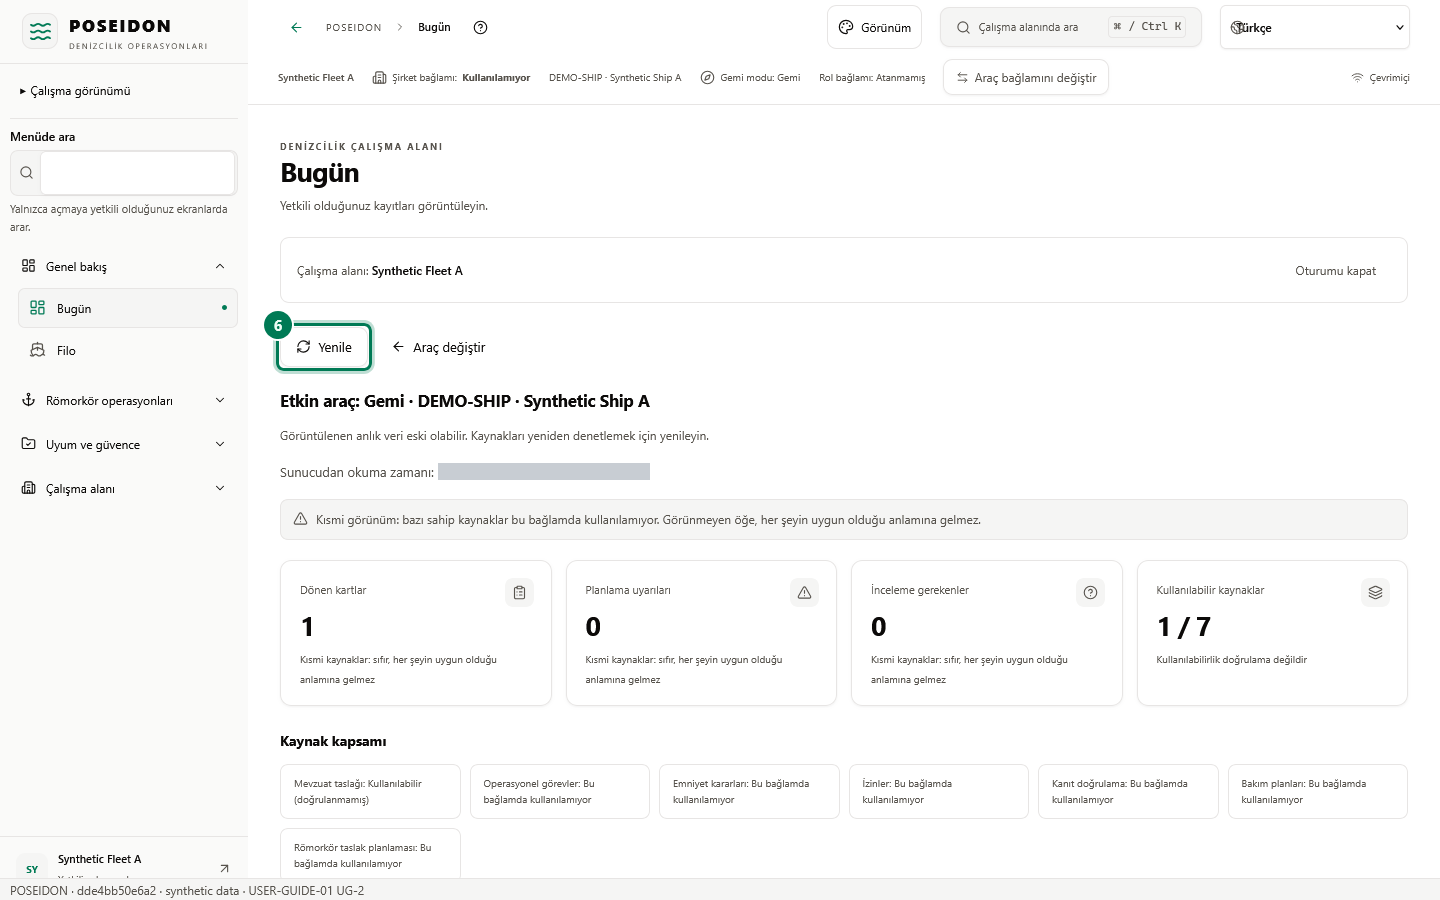 POSEIDON
DENİZCİLİK OPERASYONLARI
Çalışma görünümü
Menüde ara
Yalnızca açmaya yetkili olduğunuz ekranlarda
arar.
Genel bakış
Bugün
Filo
Römorkör operasyonları
Uyum ve güvence
Çalışma alanı
SY
Synthetic Fleet A
POSEIDON
Bugün
Görünüm
Çalışma alanında ara
⌘ / Ctrl K
Türkçe
Synthetic Fleet A
Şirket bağlamı: Kullanılamıyor
DEMO-SHIP · Synthetic Ship A
Gemi modu: Gemi
Rol bağlamı: Atanmamış
Araç bağlamını değiştir
Çevrimiçi
DENİZCİLİK ÇALIŞMA ALANI
Bugün
Yetkili olduğunuz kayıtları görüntüleyin.
Çalışma alanı: Synthetic Fleet A
Oturumu kapat
6
Yenile
Araç değiştir
Etkin araç: Gemi · DEMO-SHIP · Synthetic Ship A
Görüntülenen anlık veri eski olabilir. Kaynakları yeniden denetlemek için yenileyin.
Sunucudan okuma zamanı:
Kısmi görünüm: bazı sahip kaynaklar bu bağlamda kullanılamıyor. Görünmeyen öğe, her şeyin uygun olduğu anlamına gelmez.
Dönen kartlar
1
Kısmi kaynaklar: sıfır, her şeyin uygun olduğu
anlamına gelmez
Planlama uyarıları
0
Kısmi kaynaklar: sıfır, her şeyin uygun olduğu
anlamına gelmez
İnceleme gerekenler
0
Kısmi kaynaklar: sıfır, her şeyin uygun olduğu
anlamına gelmez
Kullanılabilir kaynaklar
1 / 7
Kullanılabilirlik doğrulama değildir
Kaynak kapsamı
Mevzuat taslağı: Kullanılabilir
(doğrulanmamış)
Operasyonel görevler: Bu
bağlamda kullanılamıyor
Emniyet kararları: Bu bağlamda
kullanılamıyor
İzinler: Bu bağlamda
kullanılamıyor
Kanıt doğrulama: Bu bağlamda
kullanılamıyor
Bakım planları: Bu bağlamda
kullanılamıyor
Römorkör taslak planlaması: Bu
bağlamda kullanılamıyor
POSEIDON · dde4bb50e6a2 · synthetic data · USER-GUIDE-01 UG-2